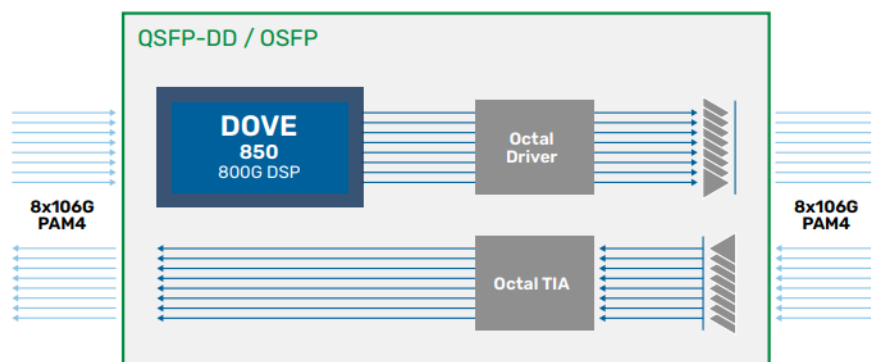 QSFP-DD / OSFP
DOVE
850
800G DSP
Octal
Driver
8x106G
PAM4
8x106G
PAM4
Octal TIA